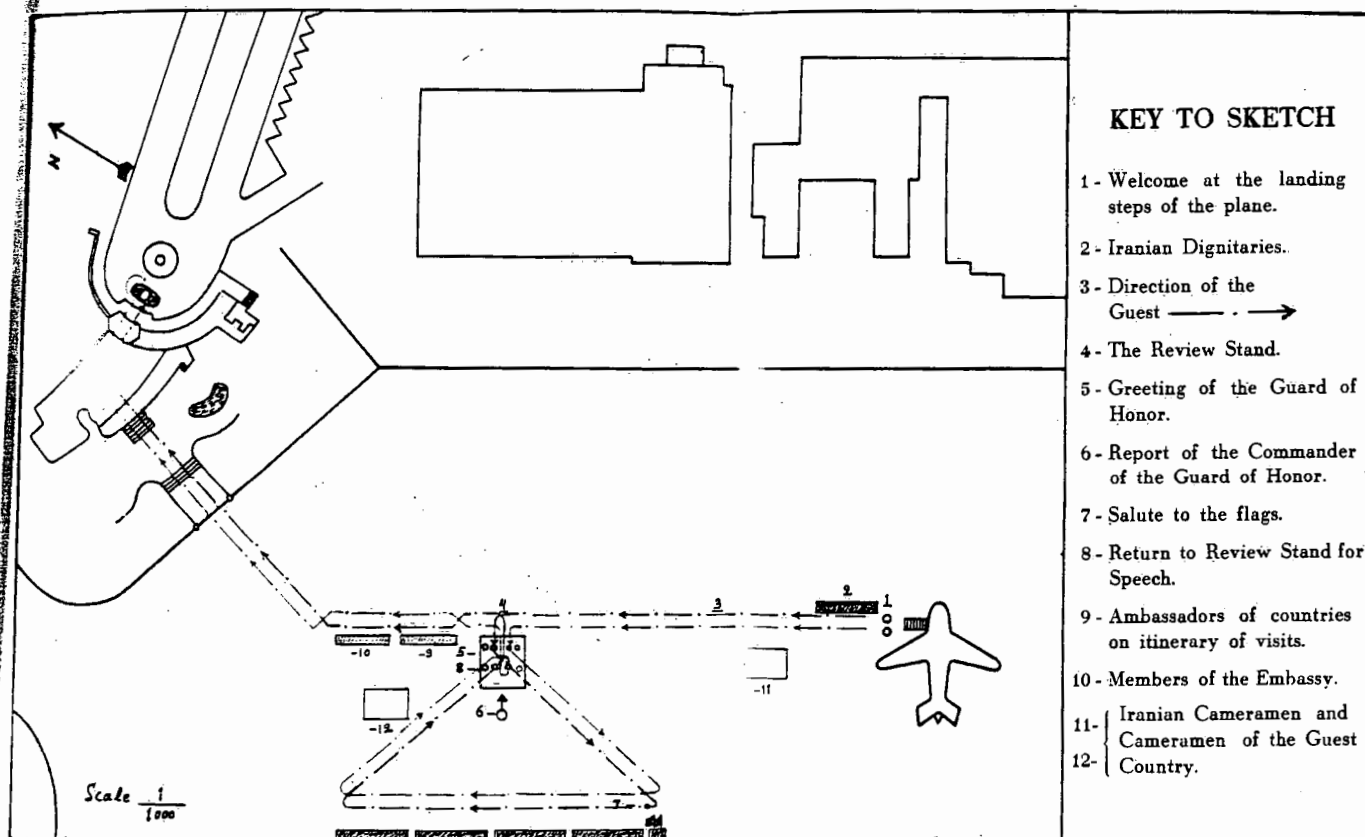 KEY TO SKETCH
1 - Welcome at the landing
steps of the plane.
2 - Iranian Dignitaries.
3 - Direction of the
Guest
4 - The Review Stand.
5 - Greeting of the Guard of
Honor.
6 - Report of the Commander
of the Guard of Honor.
7 - Salute to the flags.
8 - Return to Review Stand for
Speech.
9 - Ambassadors of countries
on itinerary of visits.
10 - Members of the Embassy.
11-
12-
Iranian Cameramen and
Cameramen of the Guest
Country.
N
4
3
2
1
-10
-9
5-
8-
-11
6-
-12
7-
Scale 1
1000